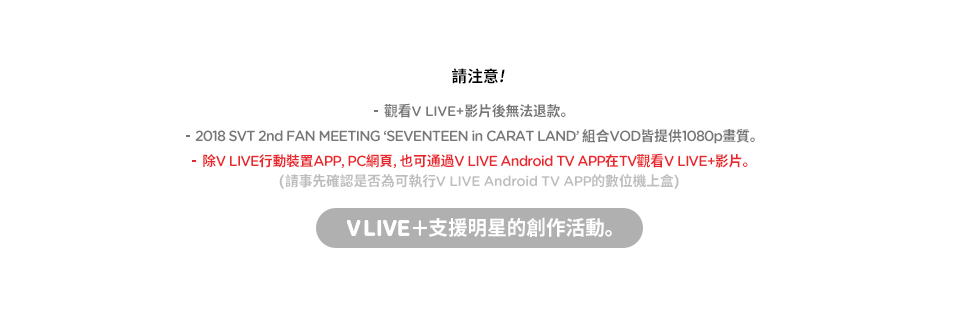 請注意!
- 觀看V LIVE+影片後無法退款。
- 2018 SVT 2nd FAN MEETING ‘SEVENTEEN in CARAT LAND’ 組合VOD皆提供1080p畫質。
- 除V LIVE行動裝置APP, PC網頁, 也可通過V LIVE Android TV APP在TV觀看V LIVE+影片。
(請事先確認是否為可執行V LIVE Android TV APP的數位機上盒)
V LIVE+支援明星的創作活動。